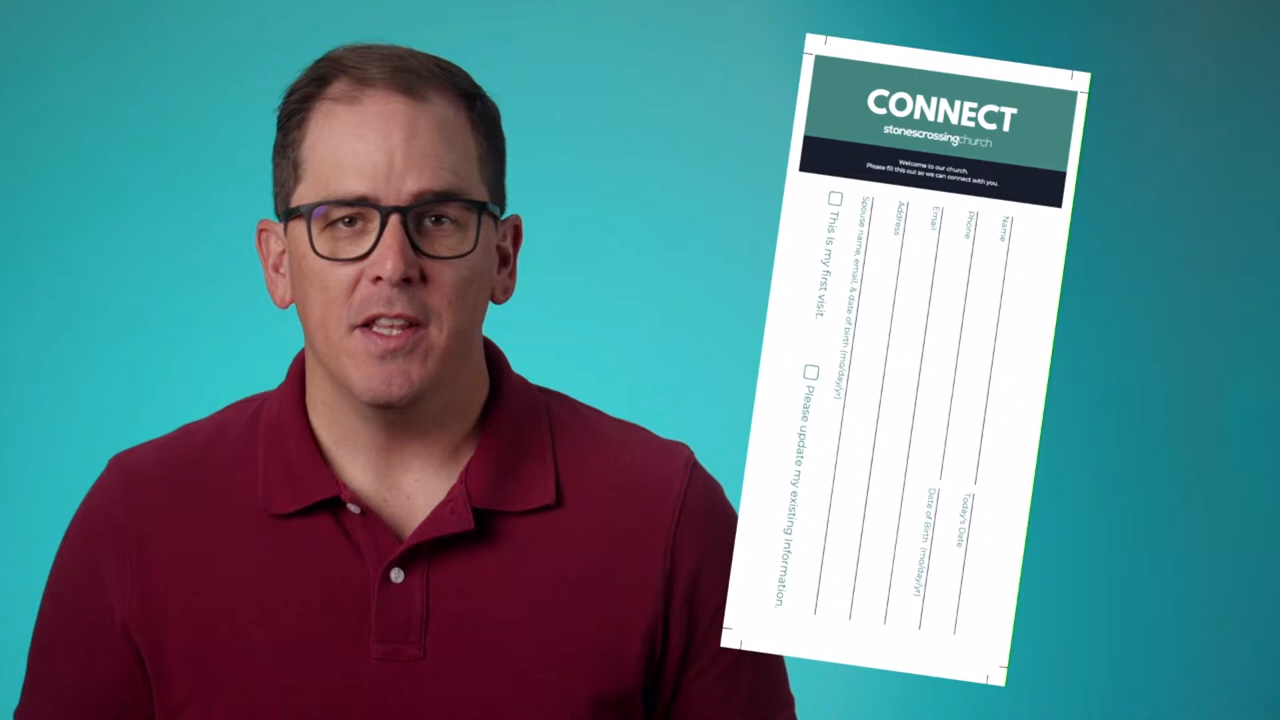 CONNECT
stonescrossingchurch
Welcome to our church.
Please fill this out so we can connect with you.
Name
Phone
Today's Date
Email
Date of Birth (mo/day/yr)
Address
Spouse name, email, & date of birth (mo/day/yr)
This is my first visit.
Please update my existing information.